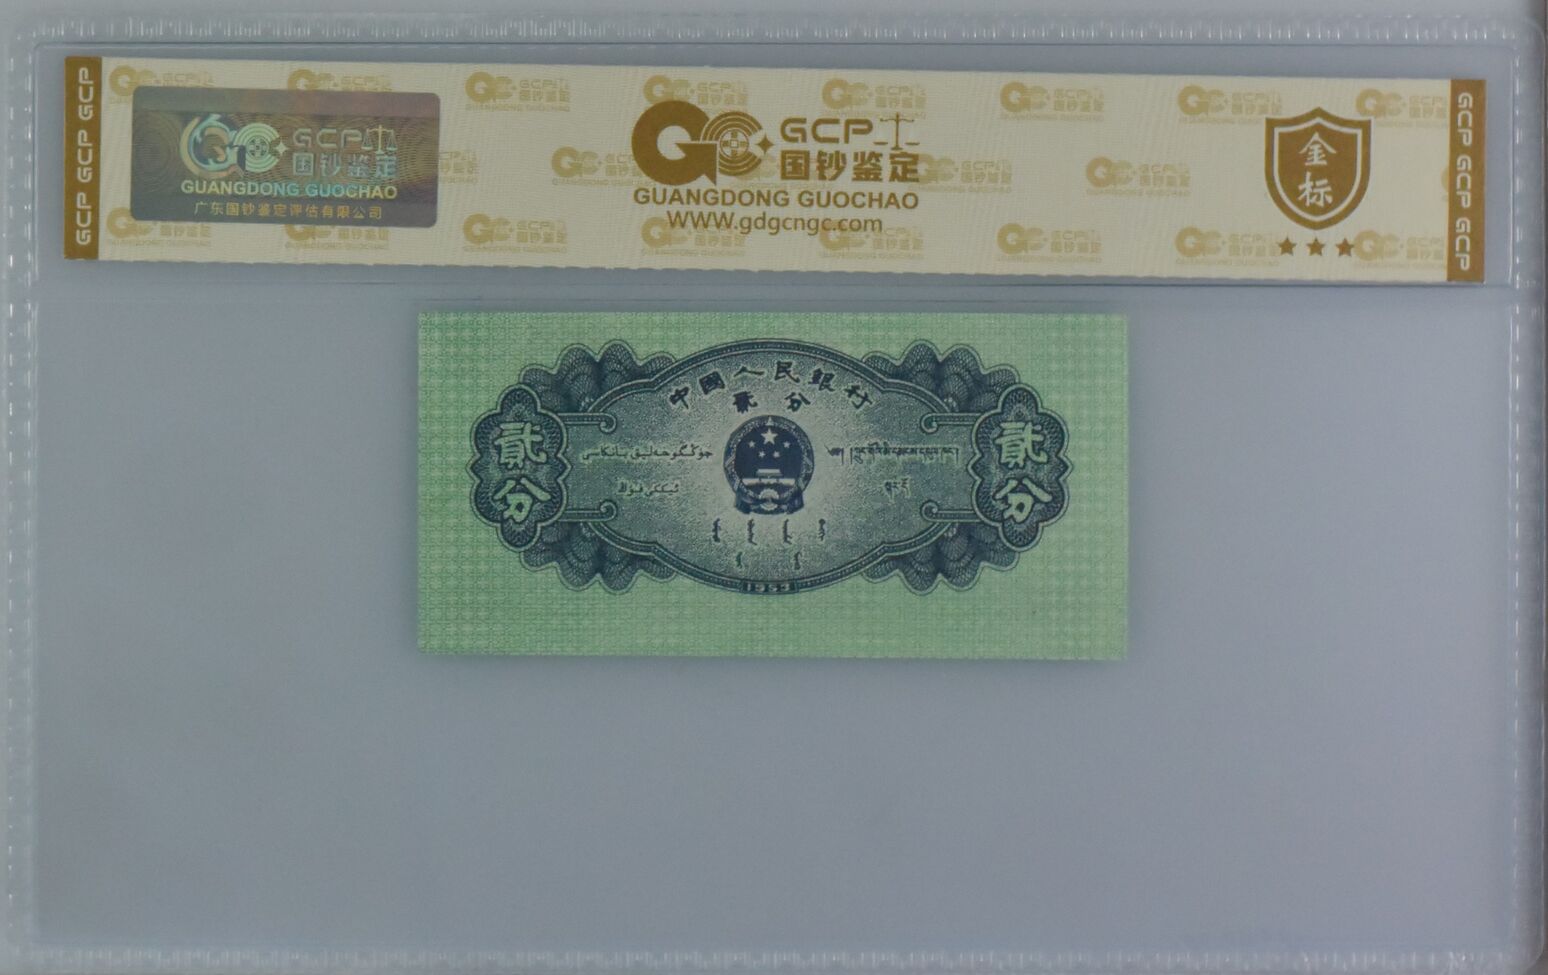 GCP GCP GCP
GCP
国钞鉴定
GUANGDONG GUOCHAO
广东国钞鉴定评估有限公司
GCP
国钞鉴定
GUANGDONG GUOCHAO
WWW.gdgcngc.com
金标
GCP GCP GCP
中國人民銀行
貳分
貳分
貳分
1953